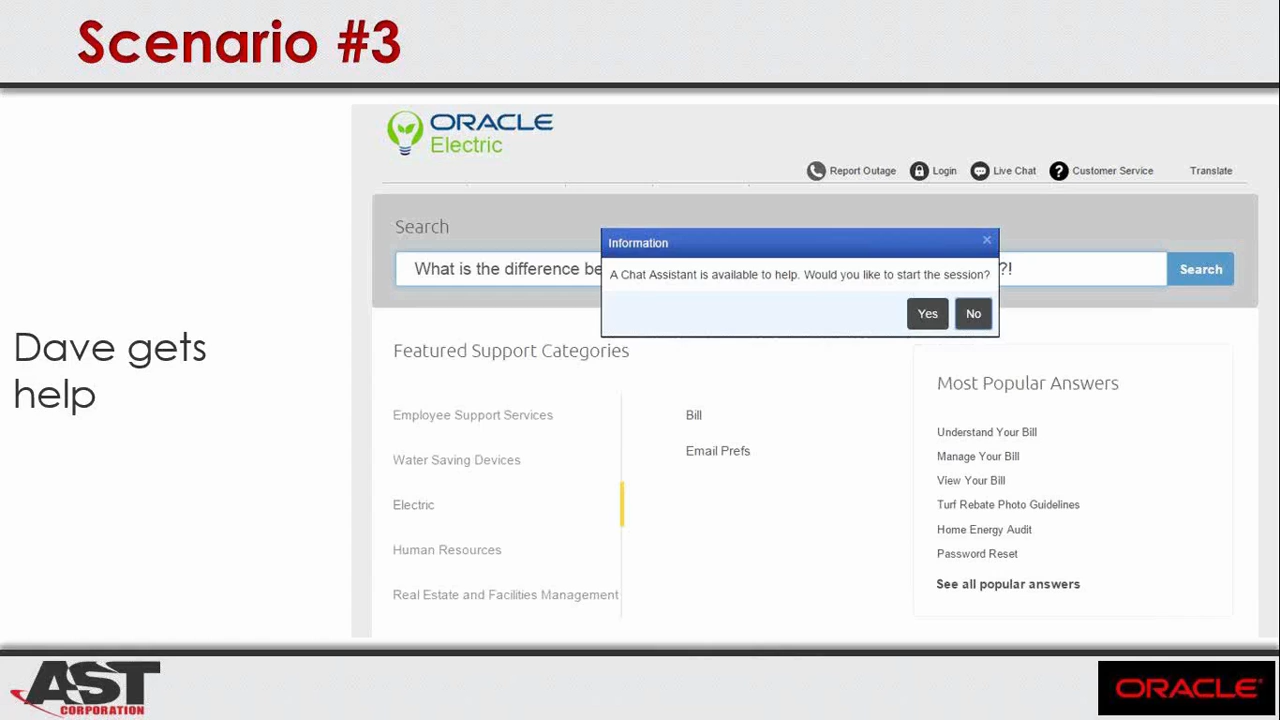 Scenario #3
ORACLE
Electric
Report Outage Login Live Chat Customer Service Translate
Search
What is the difference be ?! Search
Information
A Chat Assistant is available to help. Would you like to start the session?
Yes No
Dave gets
help
Featured Support Categories
Employee Support Services
Water Saving Devices
Electric
Human Resources
Real Estate and Facilities Management
Bill
Email Prefs
Most Popular Answers
Understand Your Bill
Manage Your Bill
View Your Bill
Turf Rebate Photo Guidelines
Home Energy Audit
Password Reset
See all popular answers
AST
CORPORATION
ORACLE